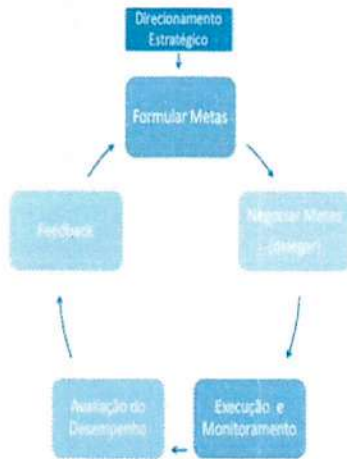 Direcionamento
Estratégico
Formular Metas
Negociar Metas
Feedback
Avaliação do
Desempenho
Execução e
Monitoramento